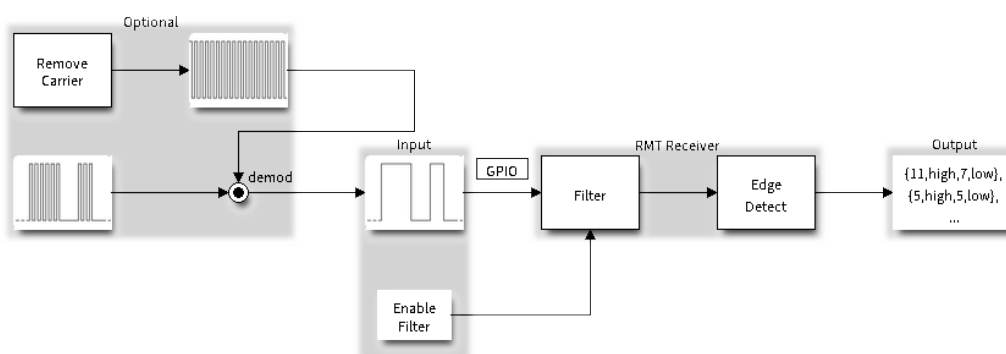 Optional
Remove
Carrier
demod
Input
GPIO
Enable
Filter
RMT Receiver
Filter
Edge
Detect
Output
{11,high,7,low},
{5,high,5,low},
...